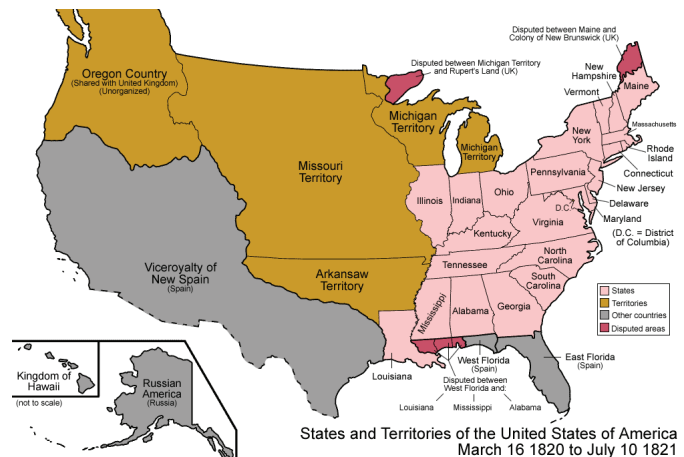 Disputed between Maine and
Colony of New Brunswick (UK)
Oregon Country
(Shared with United Kingdom)
(Unorganized)
Disputed between Michigan Territory
and Rupert's Land (UK)
New
Hampshire
Vermont
Maine
Michigan
Territory
Massachusetts
New
York
Michigan
Territory
Rhode
Island
Missouri
Territory
Pennsylvania
Connecticut
New Jersey
Illinois
Indiana
Ohio
Delaware
D.C.
Maryland
Virginia
(D.C. = District
of Columbia)
Kentucky
Viceroyalty of
New Spain
(Spain)
Arkansaw
Territory
Tennessee
North
Carolina
South
Carolina
States
Territories
Other countries
Disputed areas
Mississippi
Alabama
Georgia
West Florida
(Spain)
East Florida
(Spain)
Louisiana
Disputed between
West Florida and:
Louisiana
Mississippi
Alabama
Kingdom of
Hawaii
(not to scale)
Russian
America
(Russia)
States and Territories of the United States of America
March 16 1820 to July 10 1821